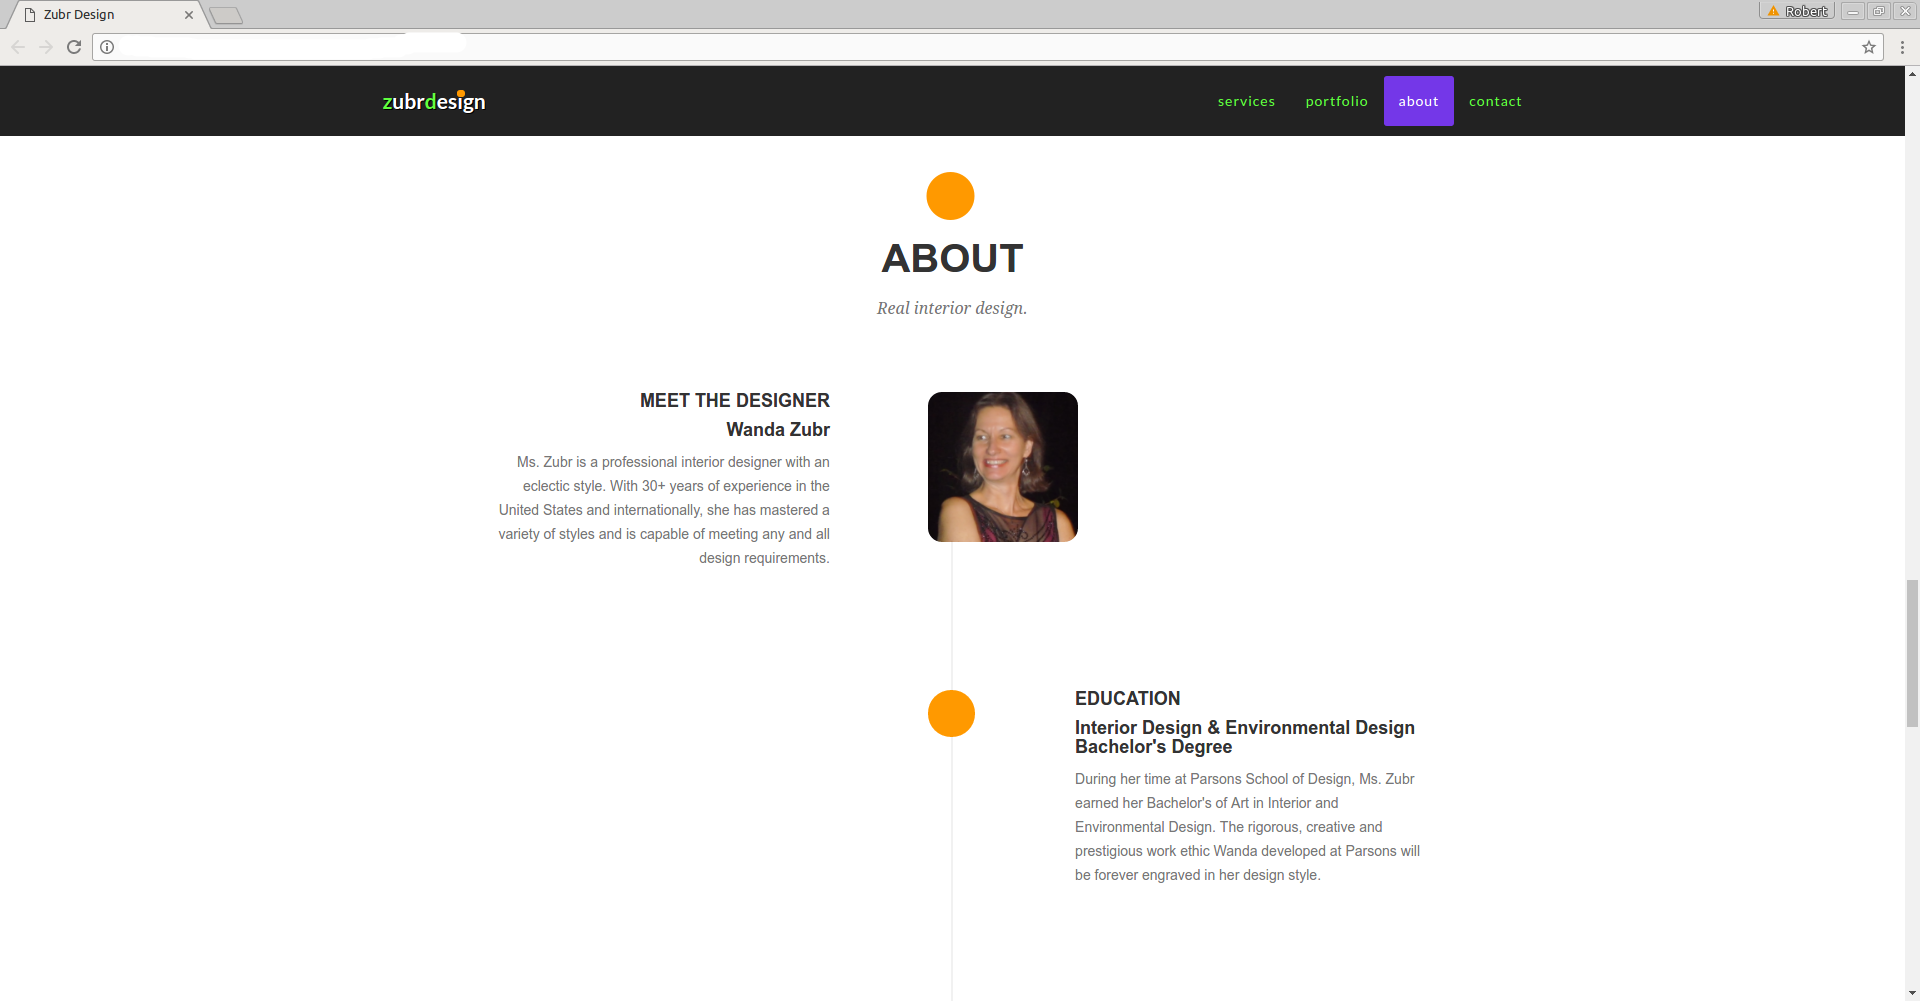 Zubr Design
Robert
zubrdesign
services portfolio about contact
ABOUT
Real interior design.
MEET THE DESIGNER
Wanda Zubr
Ms. Zubr is a professional interior designer with an
eclectic style. With 30+ years of experience in the
United States and internationally, she has mastered a
variety of styles and is capable of meeting any and all
design requirements.
EDUCATION
Interior Design & Environmental Design
Bachelor's Degree
During her time at Parsons School of Design, Ms. Zubr
earned her Bachelor's of Art in Interior and
Environmental Design. The rigorous, creative and
prestigious work ethic Wanda developed at Parsons will
be forever engraved in her design style.